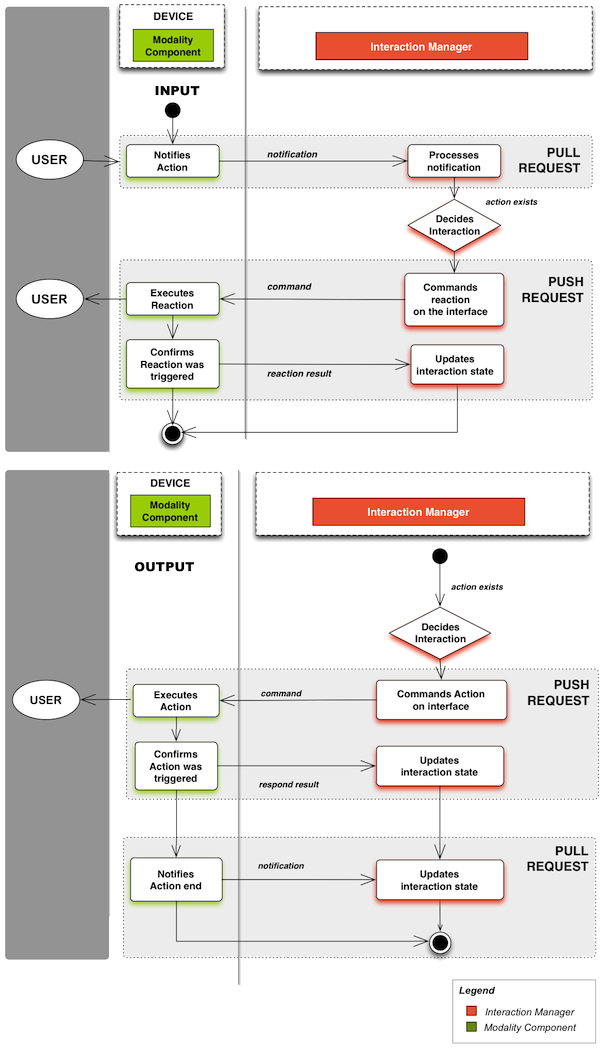 DEVICE
Modality
Component
Interaction Manager
INPUT
USER
Notifies
Action
notification
Processes
notification
PULL
REQUEST
action exists
Decides
Interaction
USER
Executes
Reaction
command
Commands
reaction
on the interface
PUSH
REQUEST
Confirms
Reaction was
triggered
reaction result
Updates
interaction state
DEVICE
Modality
Component
Interaction Manager
OUTPUT
action exists
Decides
Interaction
USER
Executes
Action
command
Commands Action
on interface
PUSH
REQUEST
Confirms
Action was
triggered
respond result
Updates
interaction state
PULL
REQUEST
Notifies
Action end
notification
Updates
interaction state
Legend
Interaction Manager
Modality Component